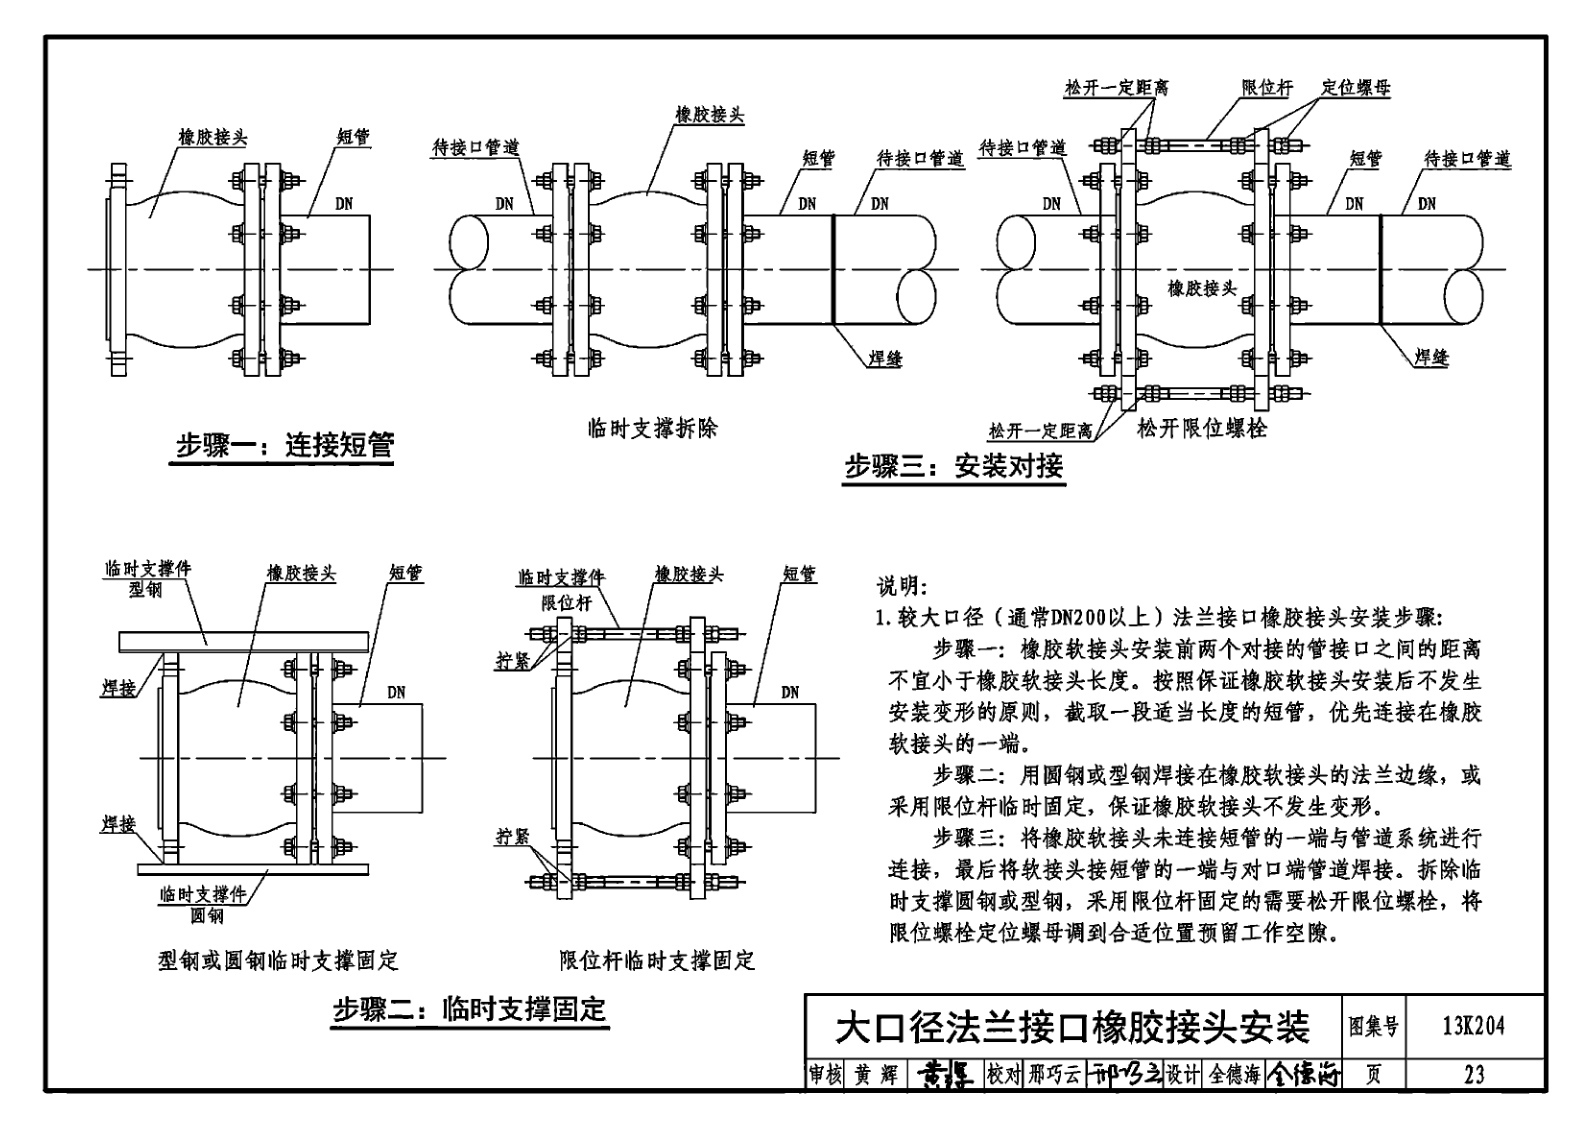 橡胶接头
短管
DN
步骤一：连接短管
待接口管道
橡胶接头
短管
待接口管道
DN
DN
DN
焊缝
临时支撑拆除
松开一定距离
限位杆
定位螺母
待接口管道
短管
待接口管道
DN
DN
DN
橡胶接头
焊缝
松开一定距离
松开限位螺栓
步骤三：安装对接
临时支撑件
型钢
橡胶接头
短管
焊接
DN
焊接
临时支撑件
圆钢
型钢或圆钢临时支撑固定
临时支撑件
限位杆
橡胶接头
短管
拧紧
DN
拧紧
限位杆临时支撑固定
步骤二：临时支撑固定
说明：
1.较大口径（通常DN200以上）法兰接口橡胶接头安装步骤：
步骤一：橡胶软接头安装前两个对接的管接口之间的距离
不宜小于橡胶软接头长度。按照保证橡胶软接头安装后不发生
安装变形的原则，截取一段适当长度的短管，优先连接在橡胶
软接头的一端。
步骤二：用圆钢或型钢焊接在橡胶软接头的法兰边缘，或
采用限位杆临时固定，保证橡胶软接头不发生变形。
步骤三：将橡胶软接头未连接短管的一端与管道系统进行
连接，最后将软接头接短管的一端与对口端管道焊接。拆除临
时支撑圆钢或型钢，采用限位杆固定的需要松开限位螺栓，将
限位螺栓定位螺母调到合适位置预留工作空隙。
大口径法兰接口橡胶接头安装
图集号
13K204
审核 黄辉 黄辉 校对 邢巧云 设计 全德海 全德海 页 23